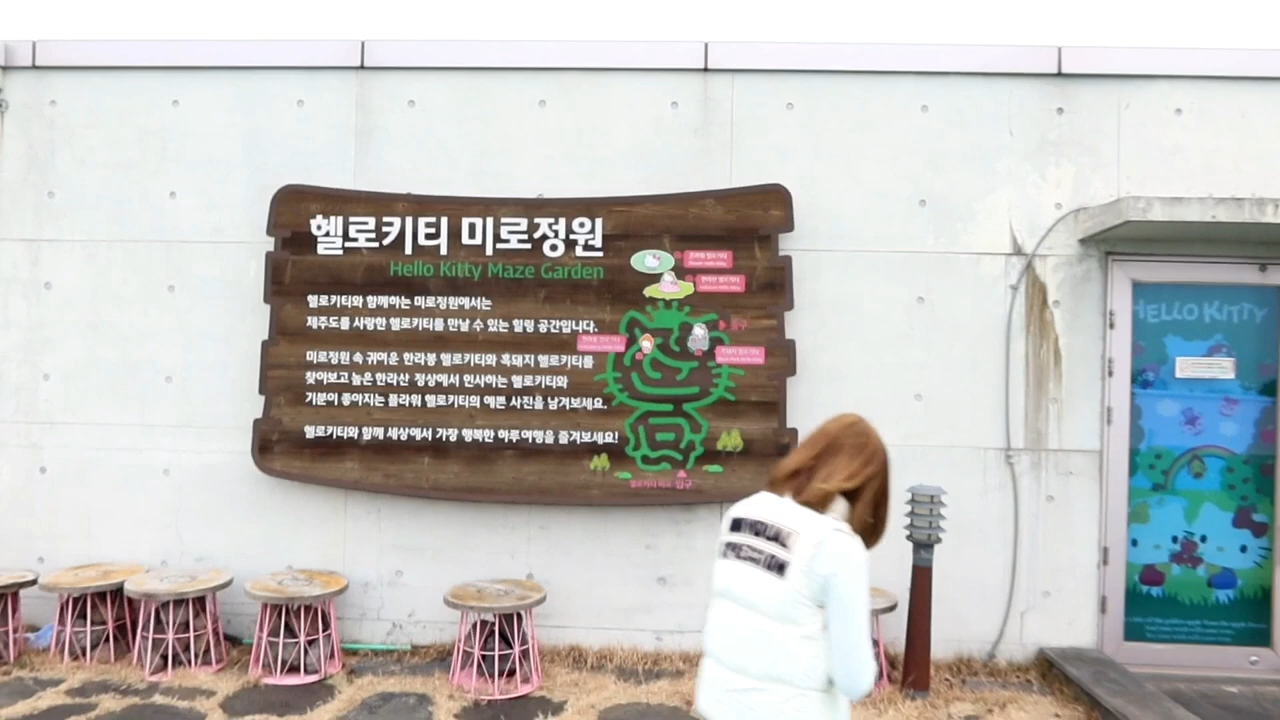 헬로키티 미로정원
Hello Kitty Maze Garden
헬로키티와 함께하는 미로정원에서는
제주도를 사랑한 헬로키티를 만날 수 있는 힐링 공간입니다.
미로정원 속 귀여운 한라봉 헬로키티와 흑돼지 헬로키티를
찾아보고 높은 한라산 정상에서 인사하는 헬로키티와
기분이 좋아지는 플라워 헬로키티의 예쁜 사진을 남겨보세요.
헬로키티와 함께 세상에서 가장 행복한 하루여행을 즐겨보세요!
출구
헬로키티 미로 입구
HELLO KITTY